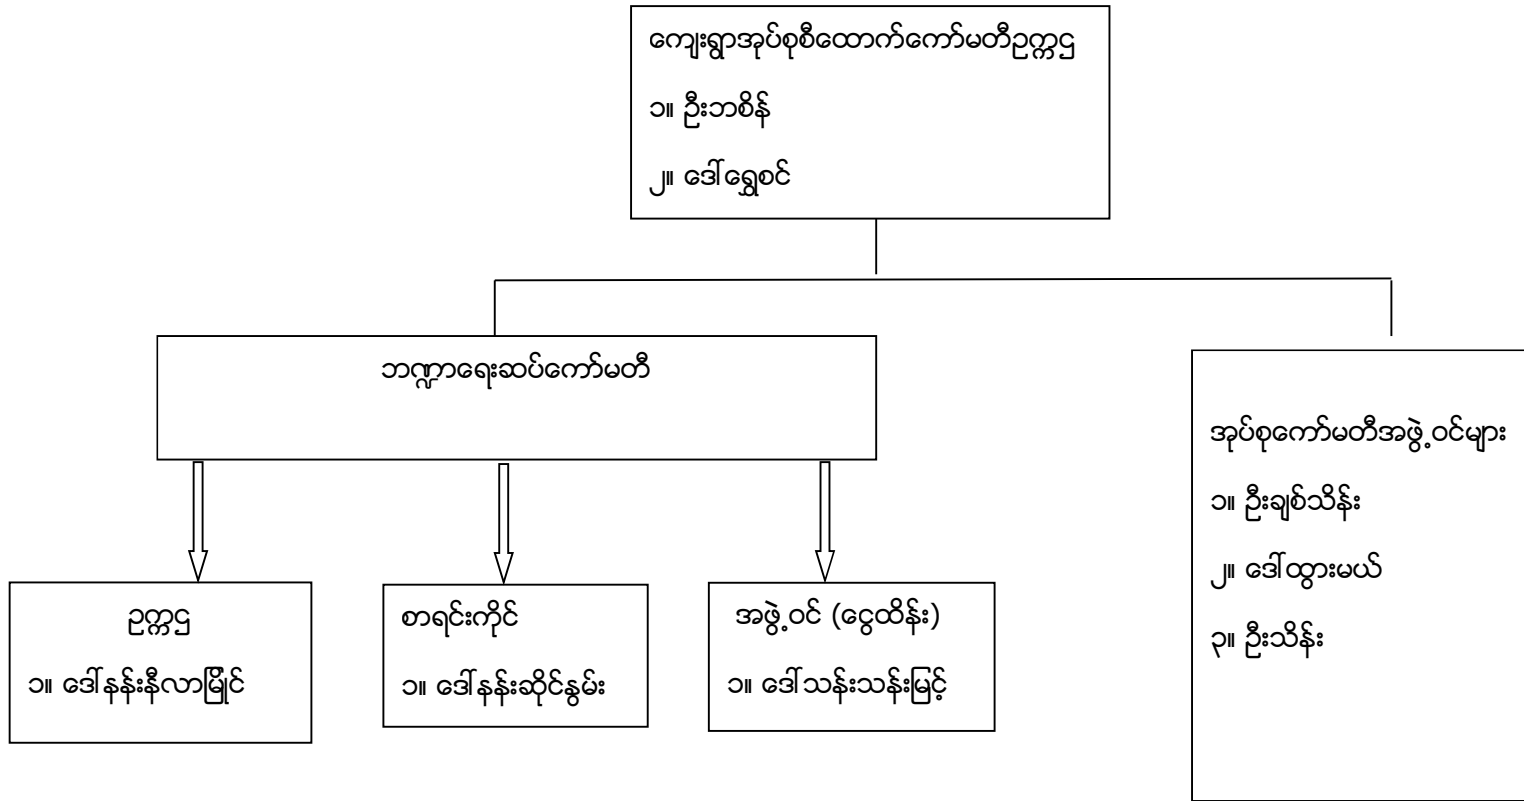 ကျေးရွာအုပ်စုစီထောက်ကော်မတီဥက္ကဌ
၁။ ဦးဘစိန်
၂။ ဒေါ်ရွှေစင်
ဘဏ္ဍာရေးဆပ်ကော်မတီ
ဥက္ကဌ
၁။ ဒေါ်နန်းနီလာမြိုင်
စာရင်းကိုင်
၁။ ဒေါ်နန်းဆိုင်နွမ်း
အဖွဲ့ဝင် (ငွေထိန်း)
၁။ ဒေါ်သန်းသန်းမြင့်
အုပ်စုကော်မတီအဖွဲ့ဝင်များ
၁။ ဦးချစ်သိန်း
၂။ ဒေါ်ထွားမယ်
၃။ ဦးသိန်း